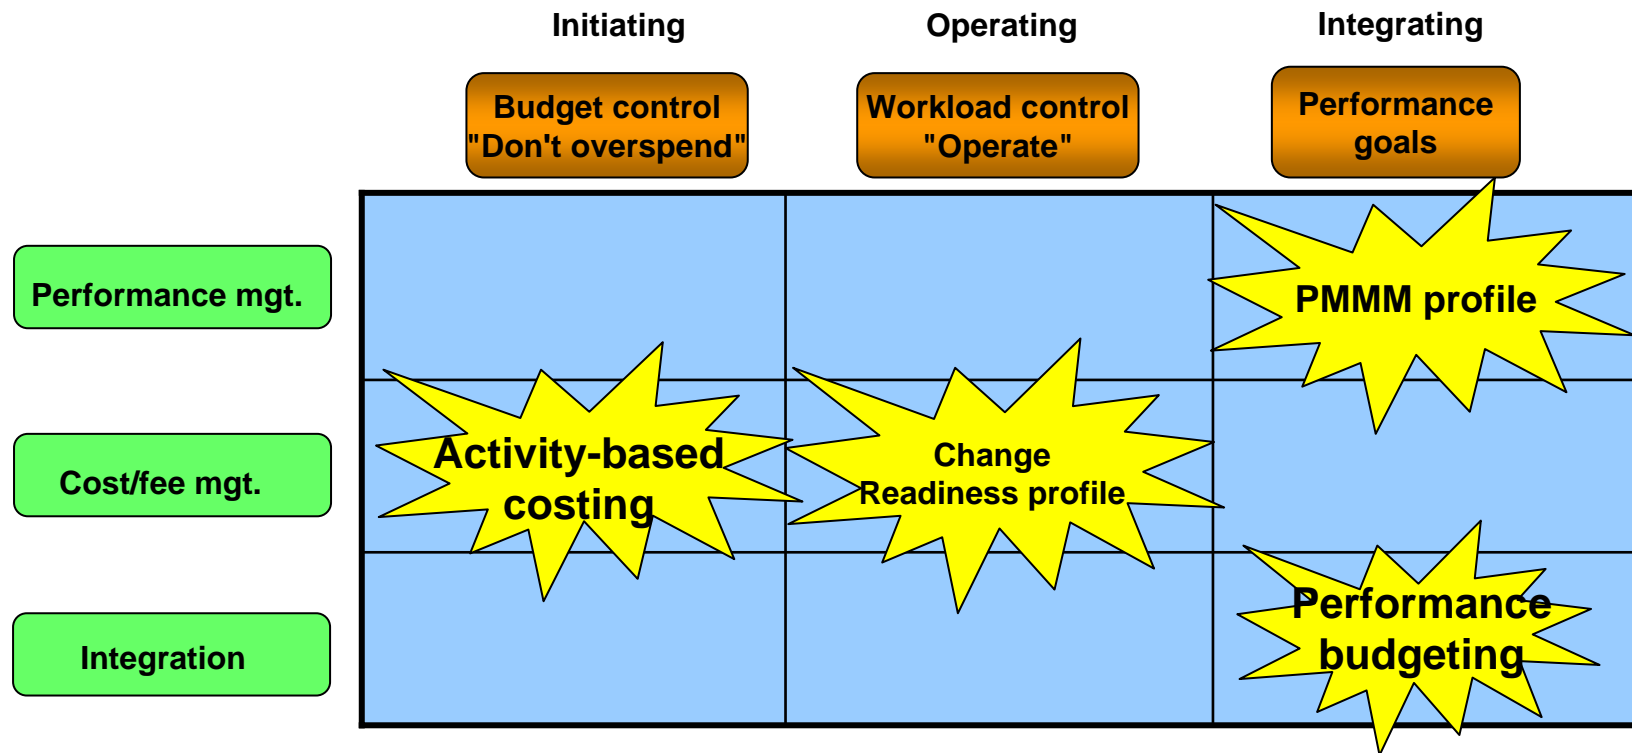 Initiating
Operating
Integrating
Budget control
"Don't overspend"
Workload control
"Operate"
Performance
goals
Performance mgt.
PMMM profile
Cost/fee mgt.
Activity-based
costing
Change
Readiness profile
Integration
Performance
budgeting